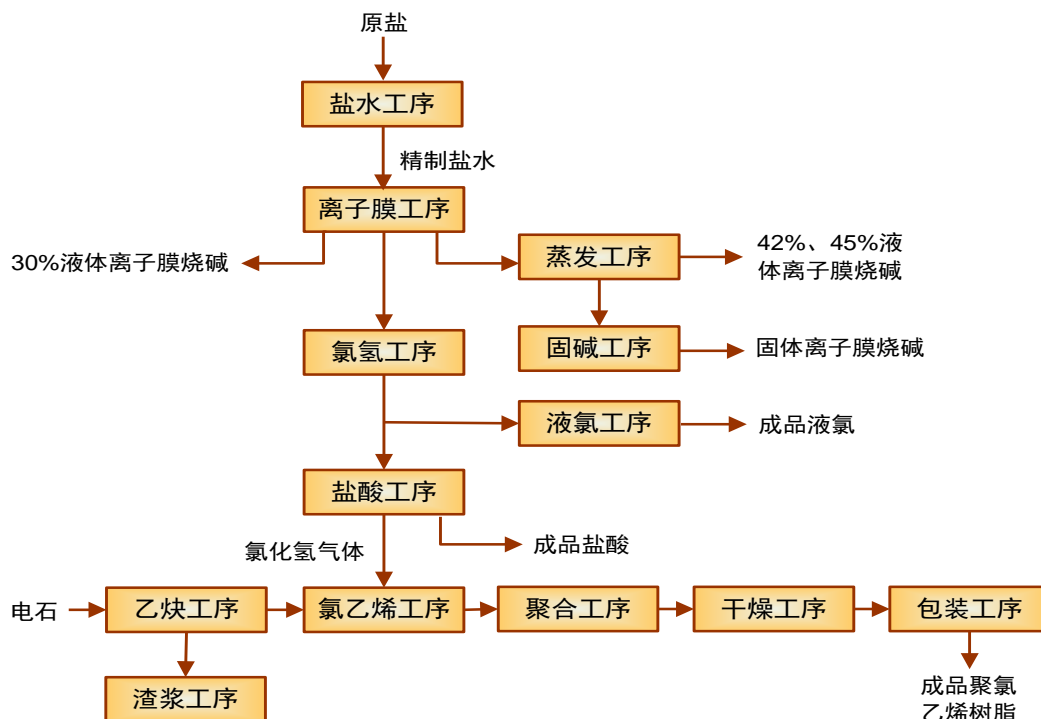 原盐
盐水工序
精制盐水
离子膜工序
30%液体离子膜烧碱
蒸发工序
42%、45%液
体离子膜烧碱
氯氢工序
固碱工序
固体离子膜烧碱
液氯工序
成品液氯
盐酸工序
氯化氢气体
成品盐酸
电石
乙炔工序
氯乙烯工序
聚合工序
干燥工序
包装工序
渣浆工序
成品聚氯
乙烯树脂